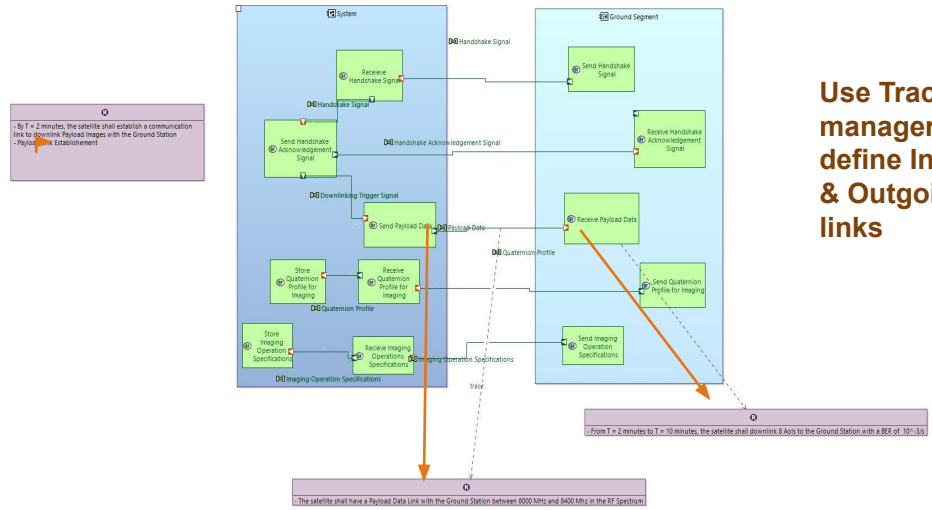 System
Ground Segment
Handshake Signal
Receieve
Handshake Signal
Send Handshake
Signal
- By T = 2 minutes, the satellite shall establish a communication
link to downlink Payload Images with the Ground Station
- Payload Link Establishement
Handshake Signal
Send Handshake
Acknowledgement
Signal
Handshake Acknowledgement Signal
Receive Handshake
Acknowledgement
Signal
Use Trac
manager
define In
& Outgoi
links
Downlinking Trigger Signal
Send Payload Data
Payload Data
Receive Payload Data
Quaternion Profile
Store
Quaternion
Profile for
Imaging
Receive
Quaternion
Profile for
Imaging
Send Quaternion
Profile for Imaging
Quaternion Profile
Store
Imaging
Operation
Specifications
Recieve Imaging
Operations
Specifications
Imaging Operation Specifications
Send Imaging
Operation
Specifications
Imaging Operation Specifications
trace
- From T = 2 minutes to T = 10 minutes, the satellite shall downlink 8 AoIs to the Ground Station with a BER of 10^-3/s
- The satellite shall have a Payload Data Link with the Ground Station between 8000 MHz and 8400 Mhz in the RF Spectrum